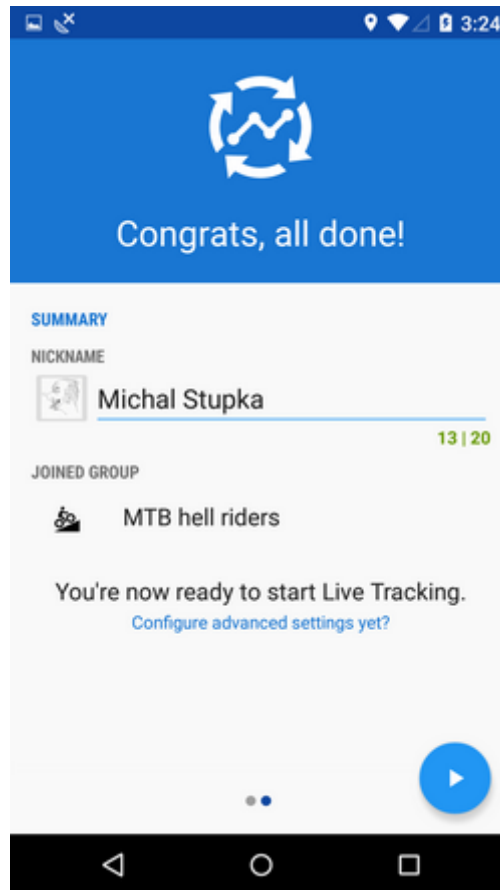 3:24
Congrats, all done!
SUMMARY
NICKNAME
Michal Stupka
13 | 20
JOINED GROUP
MTB hell riders
You're now ready to start Live Tracking.
Configure advanced settings yet?